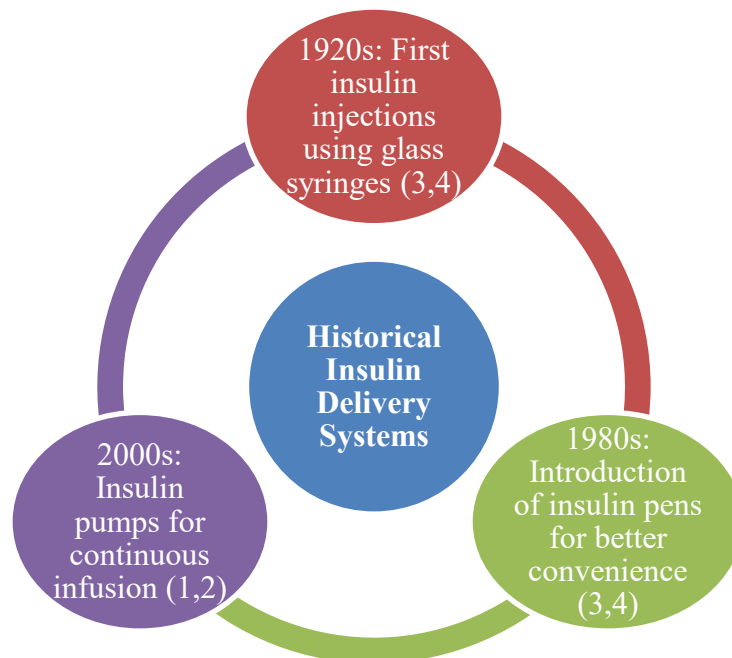 1920s: First
insulin
injections
using glass
syringes (3,4)
Historical
Insulin
Delivery
Systems
1980s:
Introduction
of insulin pens
for better
convenience
(3,4)
2000s:
Insulin
pumps for
continuous
infusion (1,2)